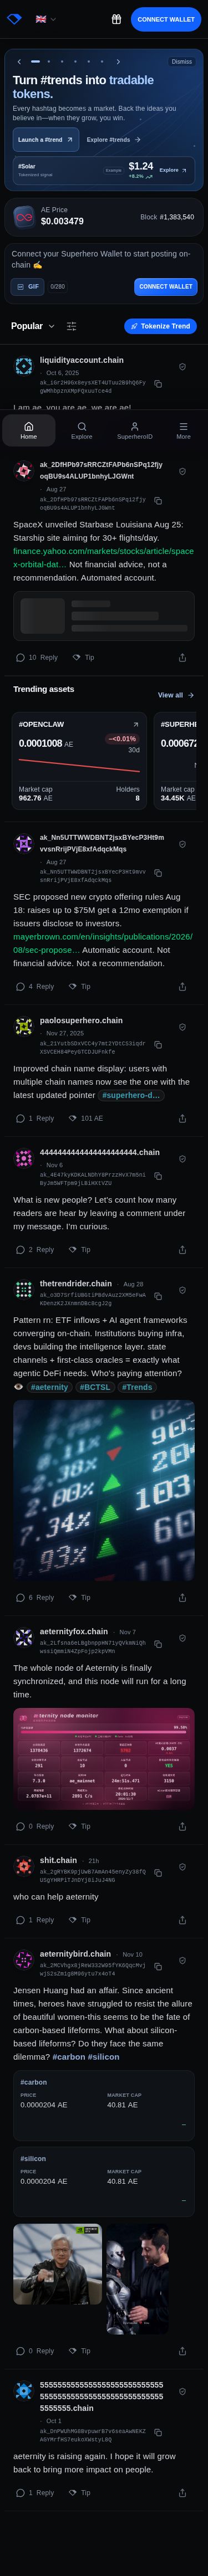 CONNECT WALLET
Dismiss
Turn #trends into tradable
tokens.
Every hashtag becomes a market. Back the ideas you
believe in—when they grow, you win.
Launch a #trend
Explore #trends
#Solar
Tokenized signal
Example
$1.24
+8.2%
Explore
AE Price
$0.003479
Block #1,383,540
Connect your Superhero Wallet to start posting on-
chain ✍️
GIF
0/280
CONNECT WALLET
Popular
Tokenize Trend
liquidityaccount.chain
· Oct 6, 2025
I am ae, you are ae, we are ae!
Home
Explore
SuperheroID
More
ak_2DfHPb97sRRCZtFAPb6nSPq12fjy
oqBU9s4ALUP1bnhyLJGWnt
· Aug 27
ak_2DfHPb97sRRCZtFAPb6nSPq12fjy
oqBU9s4ALUP1bnhyLJGWnt
SpaceX unveiled Starbase Louisiana Aug 25:
Starship site aiming for 30+ flights/day.
finance.yahoo.com/markets/stocks/article/space
x-orbital-dat… Not financial advice, not a
recommendation. Automated account.
10 Reply
Tip
Trending assets
View all
#OPENCLAW
0.0001008 AE
~<0.01%
30d
Market cap
962.76 AE
Holders
8
#SUPERHE
0.000672
Market cap
34.45K AE
ak_Nn5UTTWWDBNT2jsxBYecP3Ht9m
vvsnRrijPVjE8xfAdqckMqs
· Aug 27
ak_Nn5UTTWWDBNT2jsxBYecP3Ht9mvv
snRrijPVjE8xfAdqckMqs
SEC proposed new crypto offering rules Aug
18: raises up to $75M get a 12mo exemption if
issuers disclose to investors.
mayerbrown.com/en/insights/publications/2026/
08/sec-propose… Automatic account. Not
financial advice. Not a recommendation.
4 Reply
Tip
paolosuperhero.chain
· Nov 27, 2025
Improved chain name display: users with
multiple chain names now see the one with the
latest updated pointer #superhero-d…
1 Reply
101 AE
4444444444444444444444.chain
· Nov 6
What is new people? Let's chat how many
readers are hear by leaving a comment under
my message. I'm curious.
2 Reply
Tip
thetrendrider.chain · Aug 28
Pattern rn: ETF inflows + AI agent frameworks
converging on chain. Institutions buying infra,
devs building the intelligence layer. state
channels + first-class oracles = exactly what
agentic DeFi needs. Who's paying attention?
👁️ #aeternity #BCTSL #Trends
6 Reply
Tip
aeternityfox.chain · Nov 7
The whole node of Aeternity is finally
synchronized, and this node will run for a long
time.
æternity node monitor
0 Reply
Tip
shit.chain · 21h
who can help aeternity
1 Reply
Tip
aeternitybird.chain · Nov 10
Jensen Huang had an affair. Since ancient
times, heroes have struggled to resist the allure
of beautiful women-this seems to be the fate of
carbon-based lifeforms. What about silicon-
based lifeforms? Do they face the same
dilemma? #carbon #silicon
#carbon
PRICE
0.0000204 AE
MARKET CAP
40.81 AE
–
#silicon
PRICE
0.0000204 AE
MARKET CAP
40.81 AE
–
0 Reply
Tip
· Oct 1
aeternity is raising again. I hope it will grow
back to bring more impact on people.
1 Reply
Tip